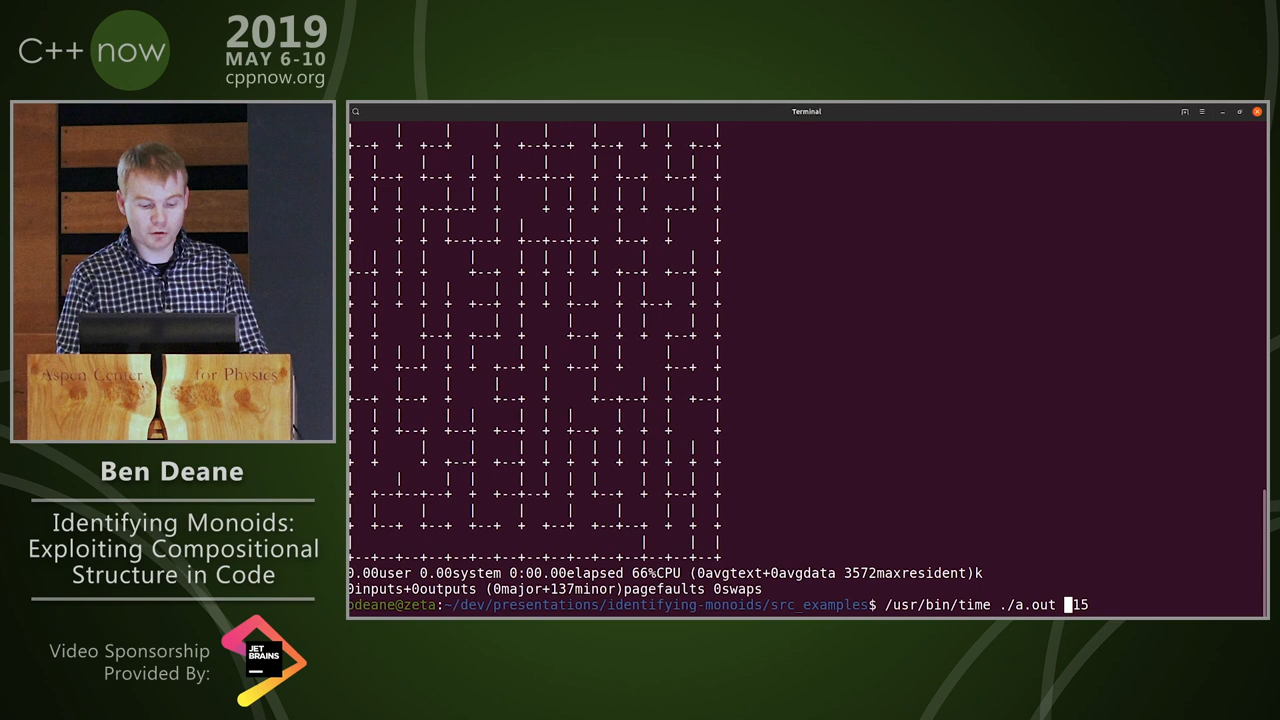 C++ now
2019
MAY 6-10
cppnow.org
Terminal
Aspen Center for Physics
Ben Deane
Identifying Monoids:
Exploiting Compositional
Structure in Code
Video Sponsorship
Provided By:
JET
BRAINS
0.00user 0.00system 0:00.00elapsed 66%CPU (0avgtext+0avgdata 3572maxresident)k
0inputs+0outputs (0major+137minor)pagefaults 0swaps
bdeane@zeta:~/dev/presentations/identifying-monoids/src_examples$ /usr/bin/time ./a.out 15